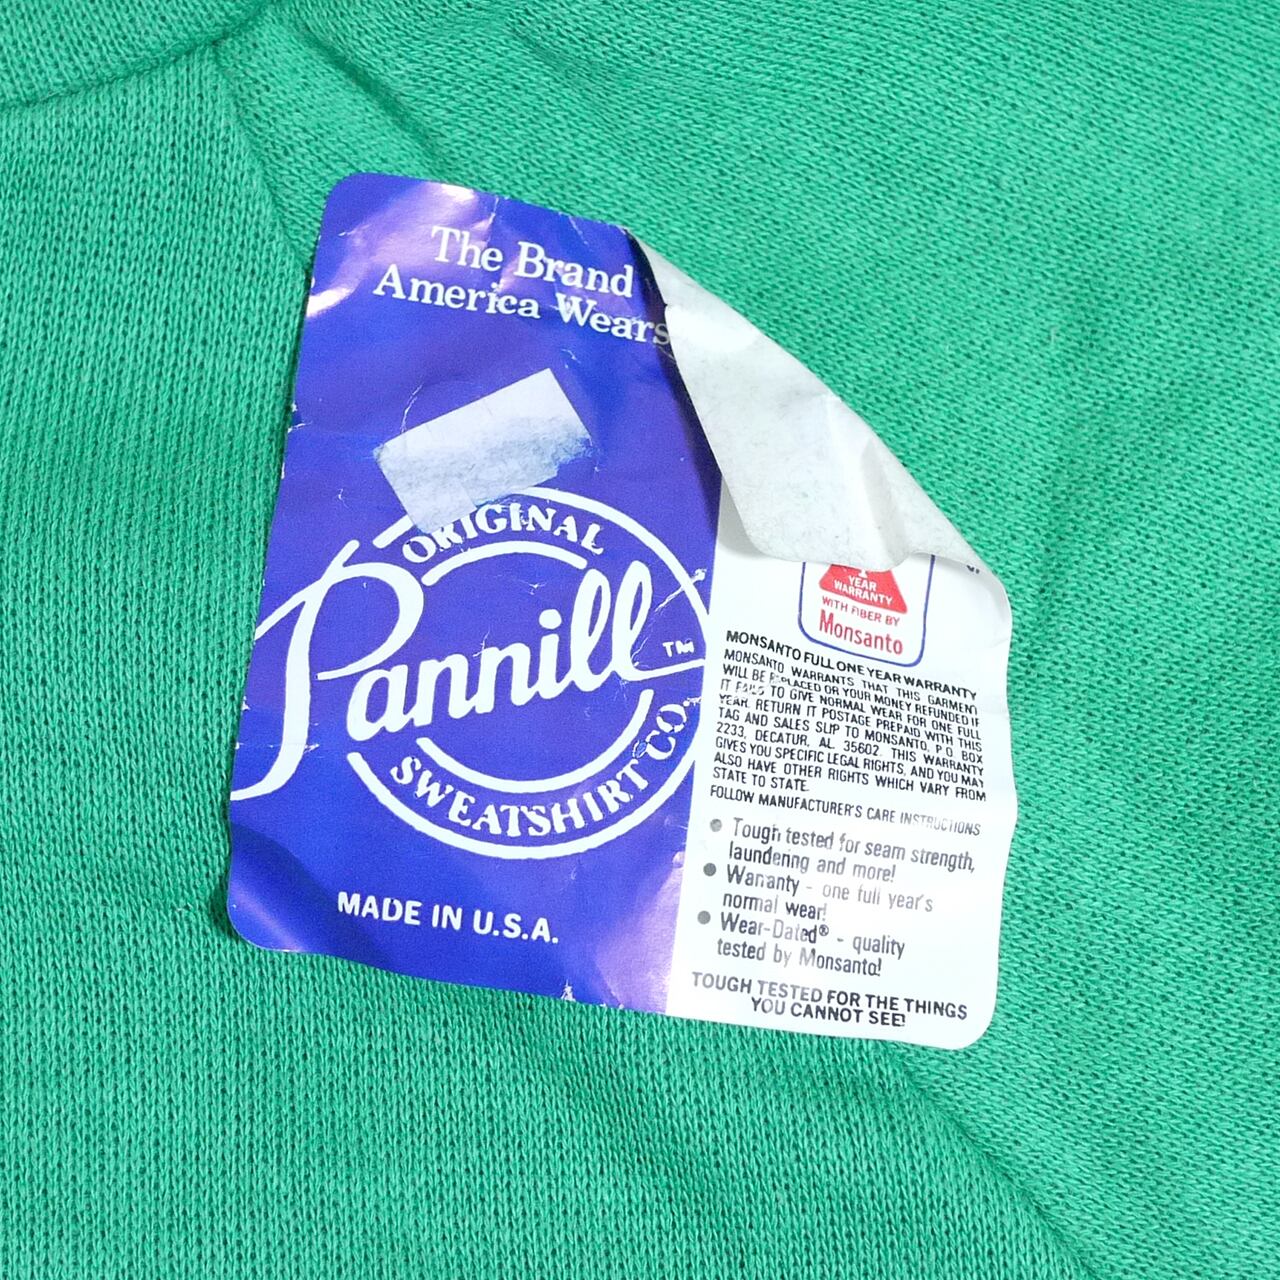 The Brand
America Wears
ORIGINAL
Pannill™
SWEATSHIRT CO.
MADE IN U.S.A.
1
YEAR
WARRANTY
WITH FIBER BY
Monsanto
MONSANTO FULL ONE YEAR WARRANTY
MONSANTO WARRANTS THAT THIS GARMENT
WILL BE REPLACED OR YOUR MONEY REFUNDED IF
IT FAILS TO GIVE NORMAL WEAR FOR ONE FULL
YEAR. RETURN IT POSTAGE PREPAID WITH THIS
TAG AND SALES SLIP TO MONSANTO, P.O. BOX
2233, DECATUR, AL 35602. THIS WARRANTY
GIVES YOU SPECIFIC LEGAL RIGHTS, AND YOU MAY
ALSO HAVE OTHER RIGHTS WHICH VARY FROM
STATE TO STATE.
FOLLOW MANUFACTURER'S CARE INSTRUCTIONS
● Tough tested for seam strength,
laundering and more!
● Warranty - one full year's
normal wear!
● Wear-Dated® - quality
tested by Monsanto!
TOUGH TESTED FOR THE THINGS
YOU CANNOT SEE!